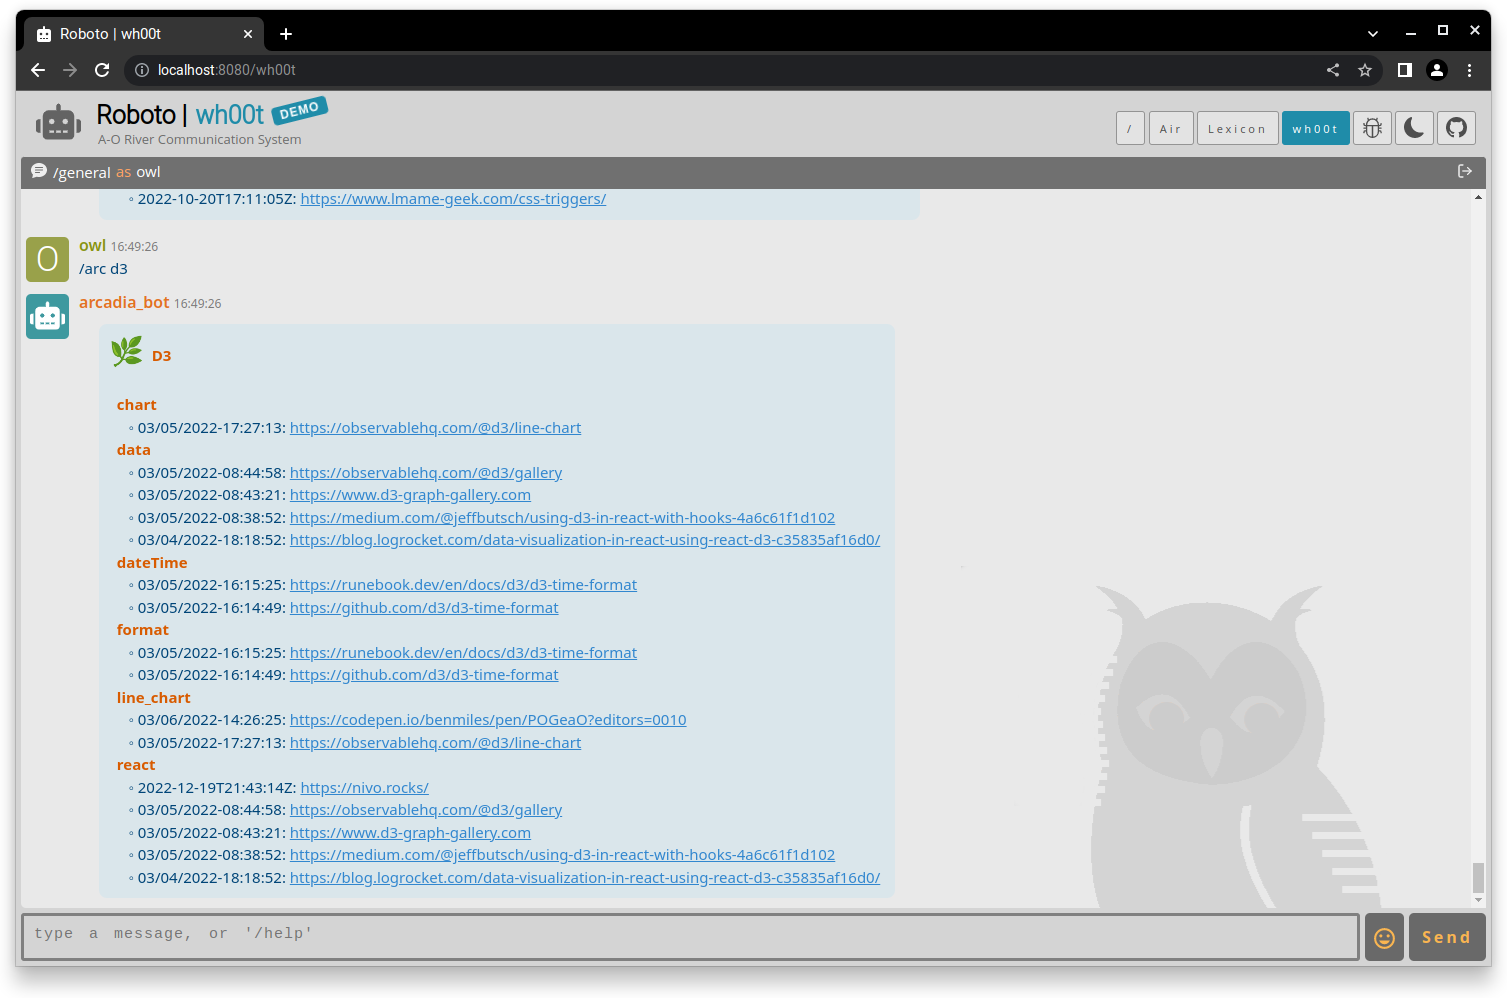 Roboto | wh00t
localhost:8080/wh00t
Roboto | wh00t DEMO
A-O River Communication System
/ Air Lexicon wh00t
/general as owl
◦ 2022-10-20T17:11:05Z: https://www.lmame-geek.com/css-triggers/
O
owl 16:49:26
/arc d3
arcadia_bot 16:49:26
D3
chart
◦ 03/05/2022-17:27:13: https://observablehq.com/@d3/line-chart
data
◦ 03/05/2022-08:44:58: https://observablehq.com/@d3/gallery
◦ 03/05/2022-08:43:21: https://www.d3-graph-gallery.com
◦ 03/05/2022-08:38:52: https://medium.com/@jeffbutsch/using-d3-in-react-with-hooks-4a6c61f1d102
◦ 03/04/2022-18:18:52: https://blog.logrocket.com/data-visualization-in-react-using-react-d3-c35835af16d0/
dateTime
◦ 03/05/2022-16:15:25: https://runebook.dev/en/docs/d3/d3-time-format
◦ 03/05/2022-16:14:49: https://github.com/d3/d3-time-format
format
◦ 03/05/2022-16:15:25: https://runebook.dev/en/docs/d3/d3-time-format
◦ 03/05/2022-16:14:49: https://github.com/d3/d3-time-format
line_chart
◦ 03/06/2022-14:26:25: https://codepen.io/benmiles/pen/POGeaO?editors=0010
◦ 03/05/2022-17:27:13: https://observablehq.com/@d3/line-chart
react
◦ 2022-12-19T21:43:14Z: https://nivo.rocks/
◦ 03/05/2022-08:44:58: https://observablehq.com/@d3/gallery
◦ 03/05/2022-08:43:21: https://www.d3-graph-gallery.com
◦ 03/05/2022-08:38:52: https://medium.com/@jeffbutsch/using-d3-in-react-with-hooks-4a6c61f1d102
◦ 03/04/2022-18:18:52: https://blog.logrocket.com/data-visualization-in-react-using-react-d3-c35835af16d0/
type a message, or '/help'
Send